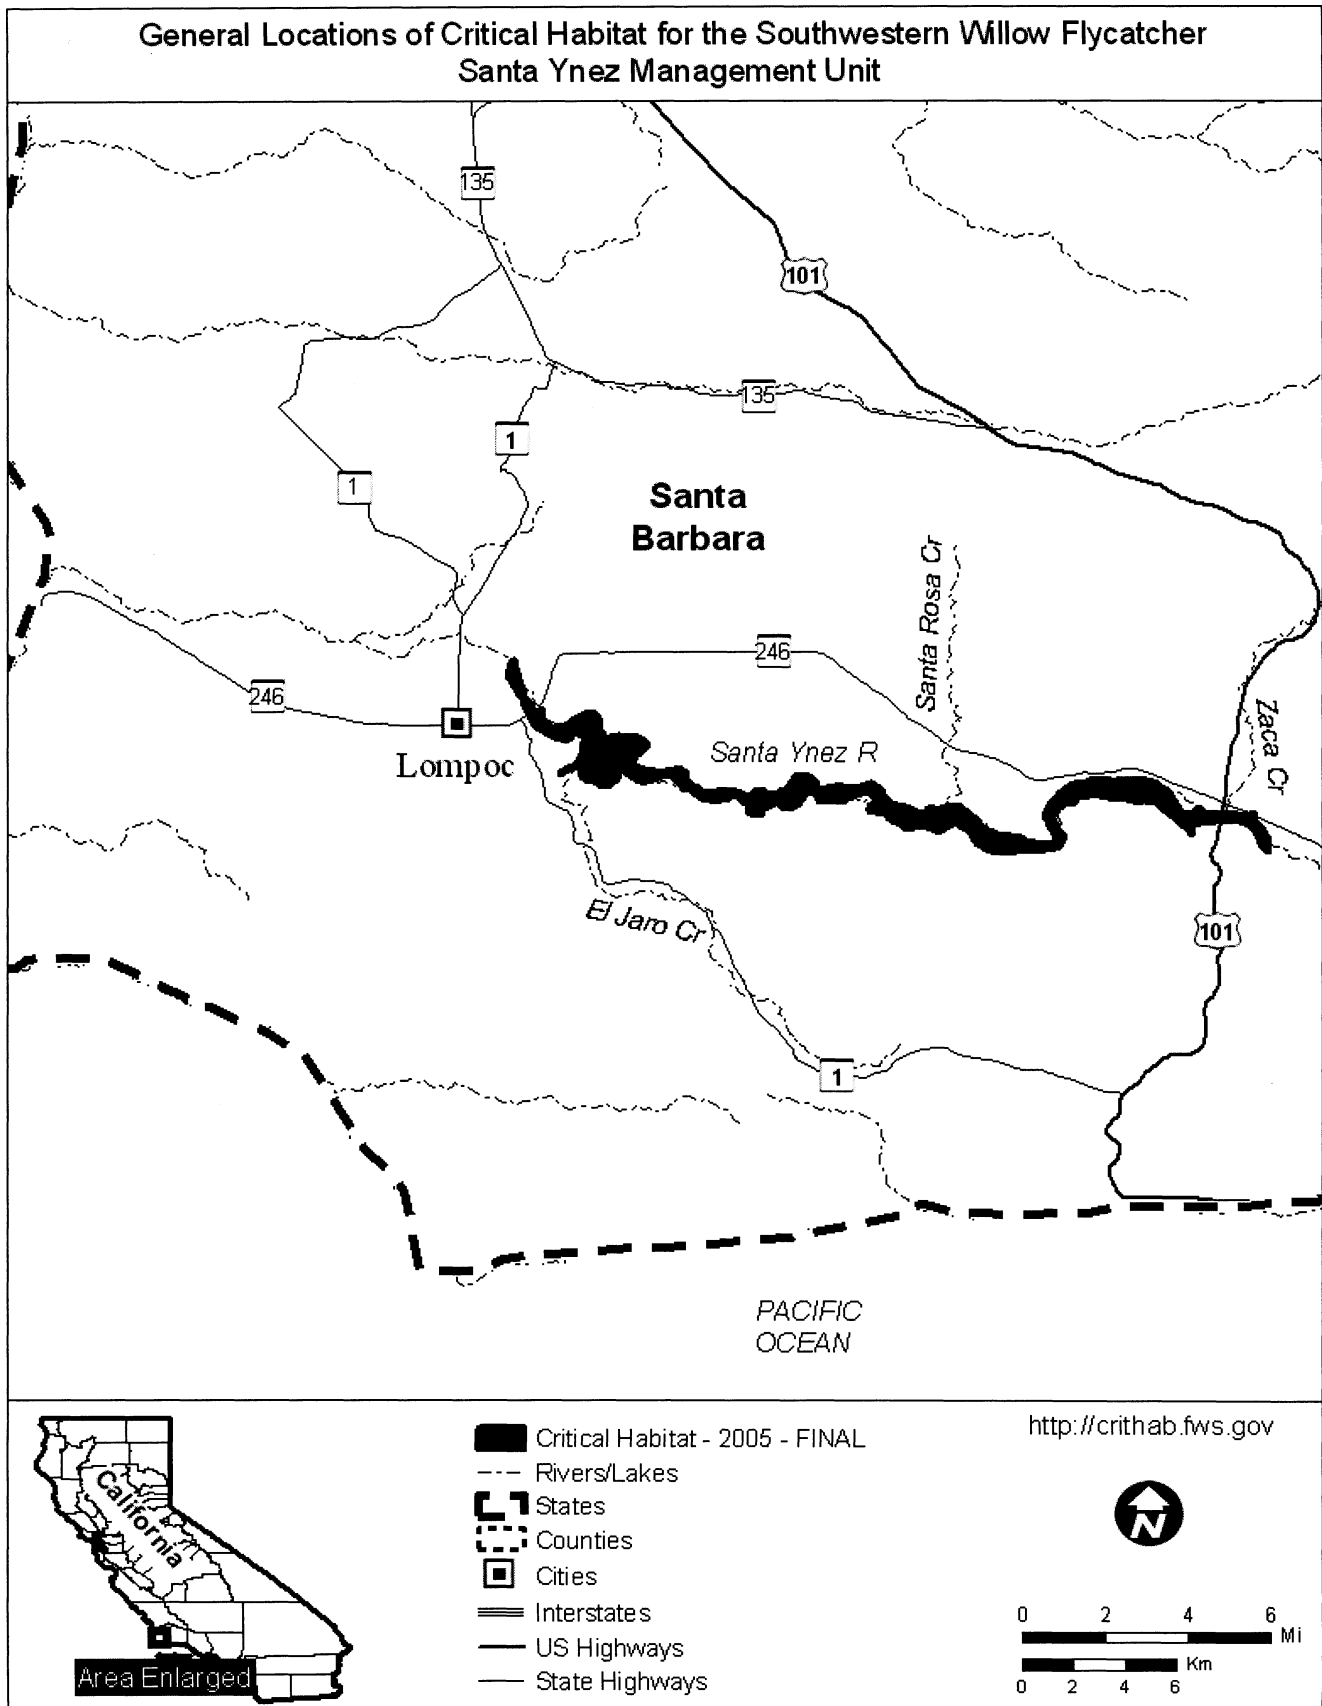 General Locations of Critical Habitat for the Southwestern Willow Flycatcher
Santa Ynez Management Unit
135
101
135
1
1
Santa
Barbara
Santa Rosa Cr
246
246
Zaca Cr
Santa Ynez R
Lompoc
El Jaro Cr
101
1
PACIFIC
OCEAN
California
Area Enlarged
Critical Habitat - 2005 - FINAL
Rivers/Lakes
States
Counties
Cities
Interstates
US Highways
State Highways
http://crithab.fws.gov
N
0 2 4 6
Mi
Km
0 2 4 6